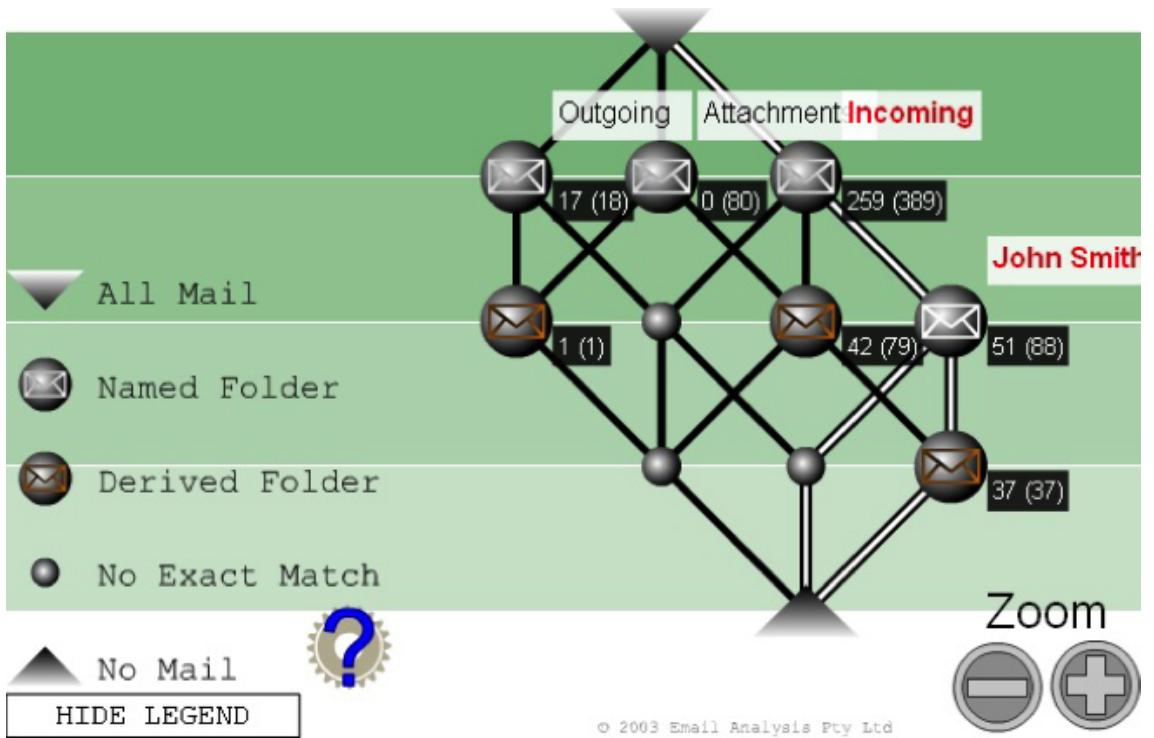 Outgoing
Attachment
Incoming
17 (18)
0 (80)
259 (389)
John Smith
All Mail
1 (1)
42 (79)
51 (88)
Named Folder
Derived Folder
37 (37)
No Exact Match
Zoom
No Mail
?
HIDE LEGEND
© 2003 Email Analysis Pty Ltd